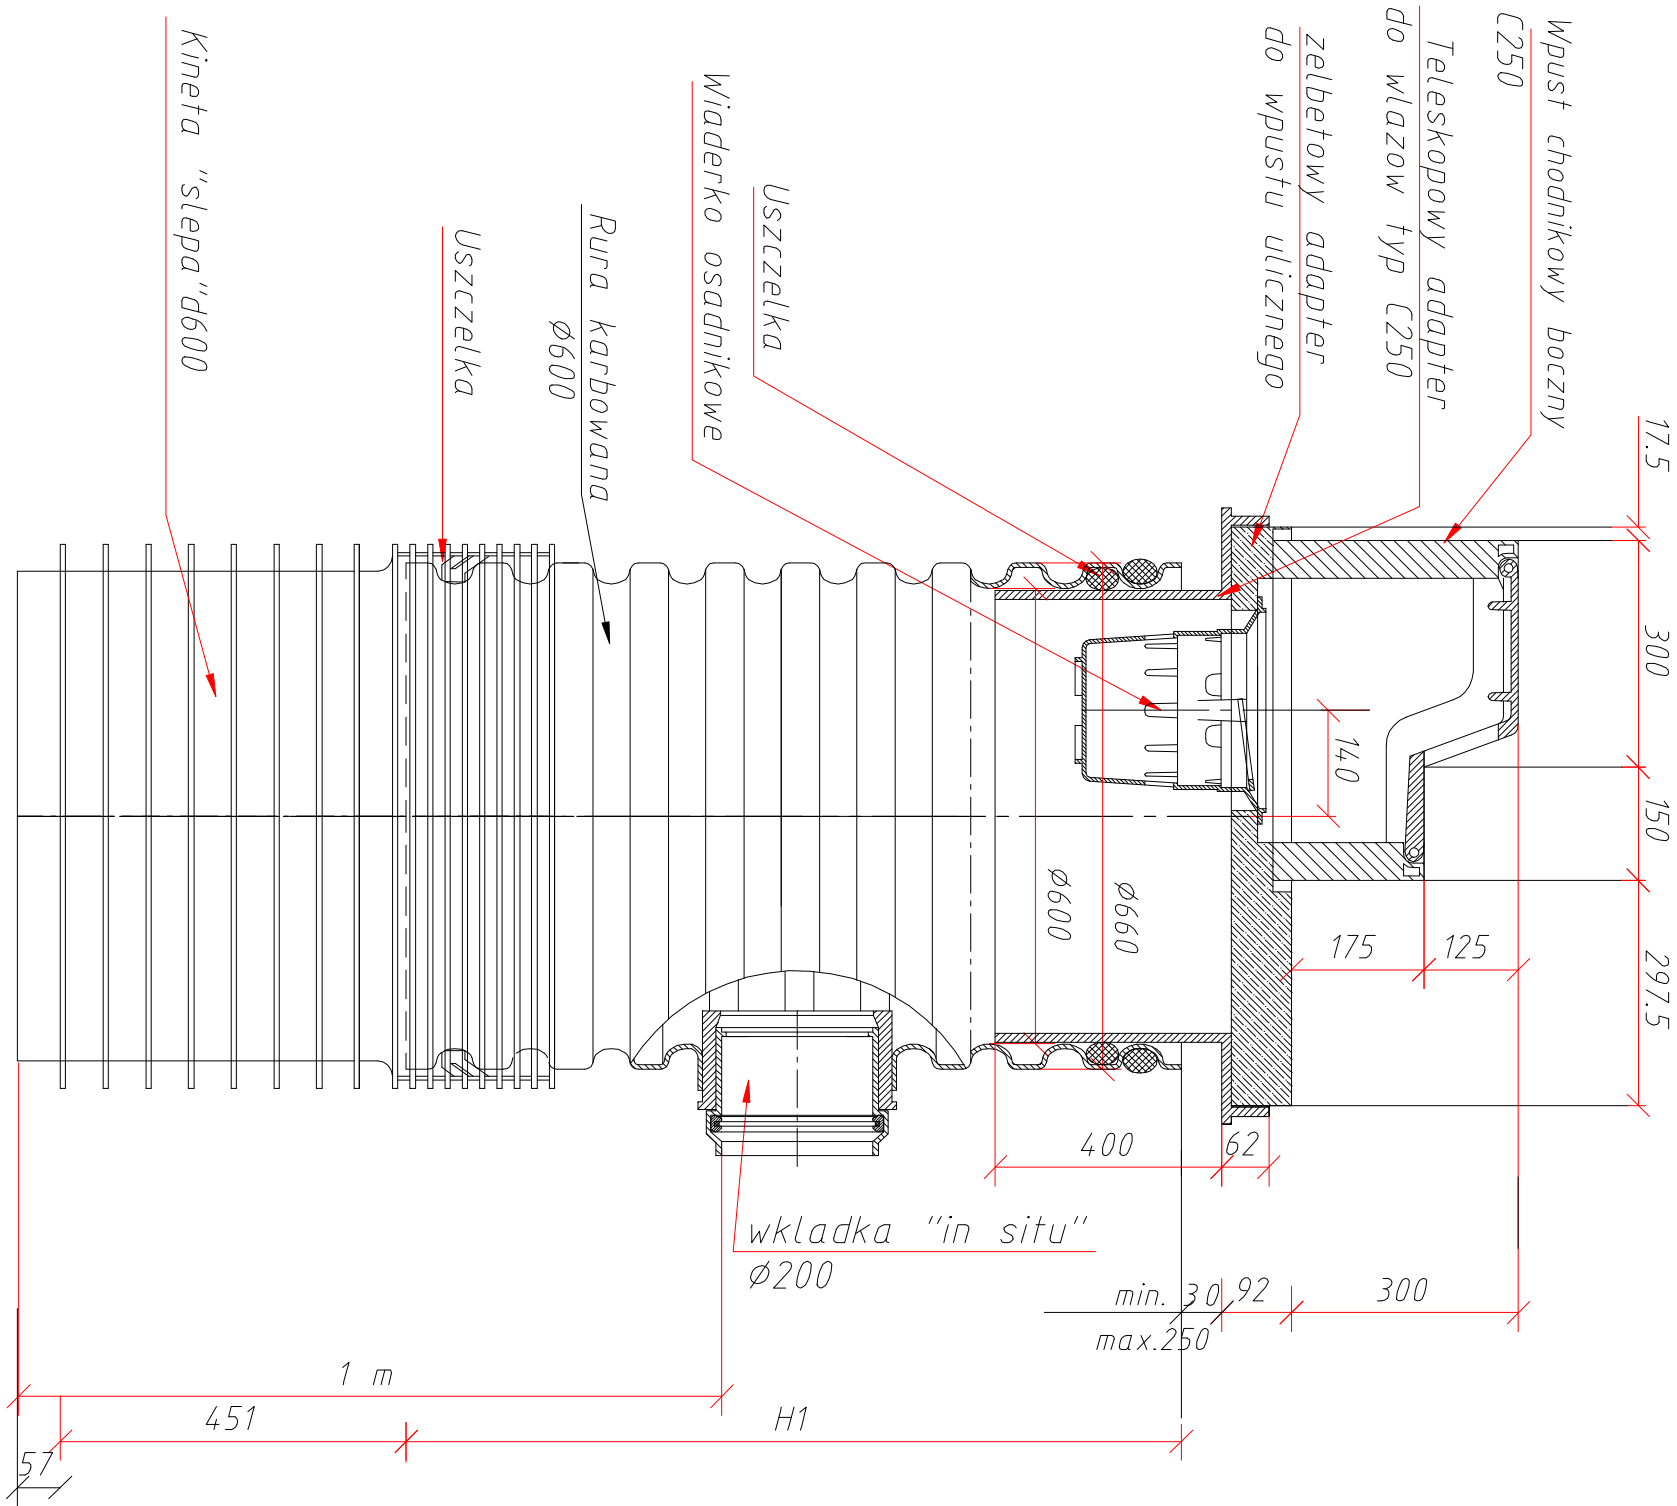 Wpust chodnikowy boczny
C250
Teleskopowy adapter
do wlazow typ C250
zelbetowy adapter
do wpustu ulicznego
Uszczelka
Wiaderko osadnikowe
Rura karbowana
Ø600
Uszczelka
Kineta "slepa"d600
17.5
300
150
297.5
140
175
125
Ø600
Ø660
400
62
wkladka "in situ"
Ø200
min. 30
max.250
92
300
1 m
451
H1
57